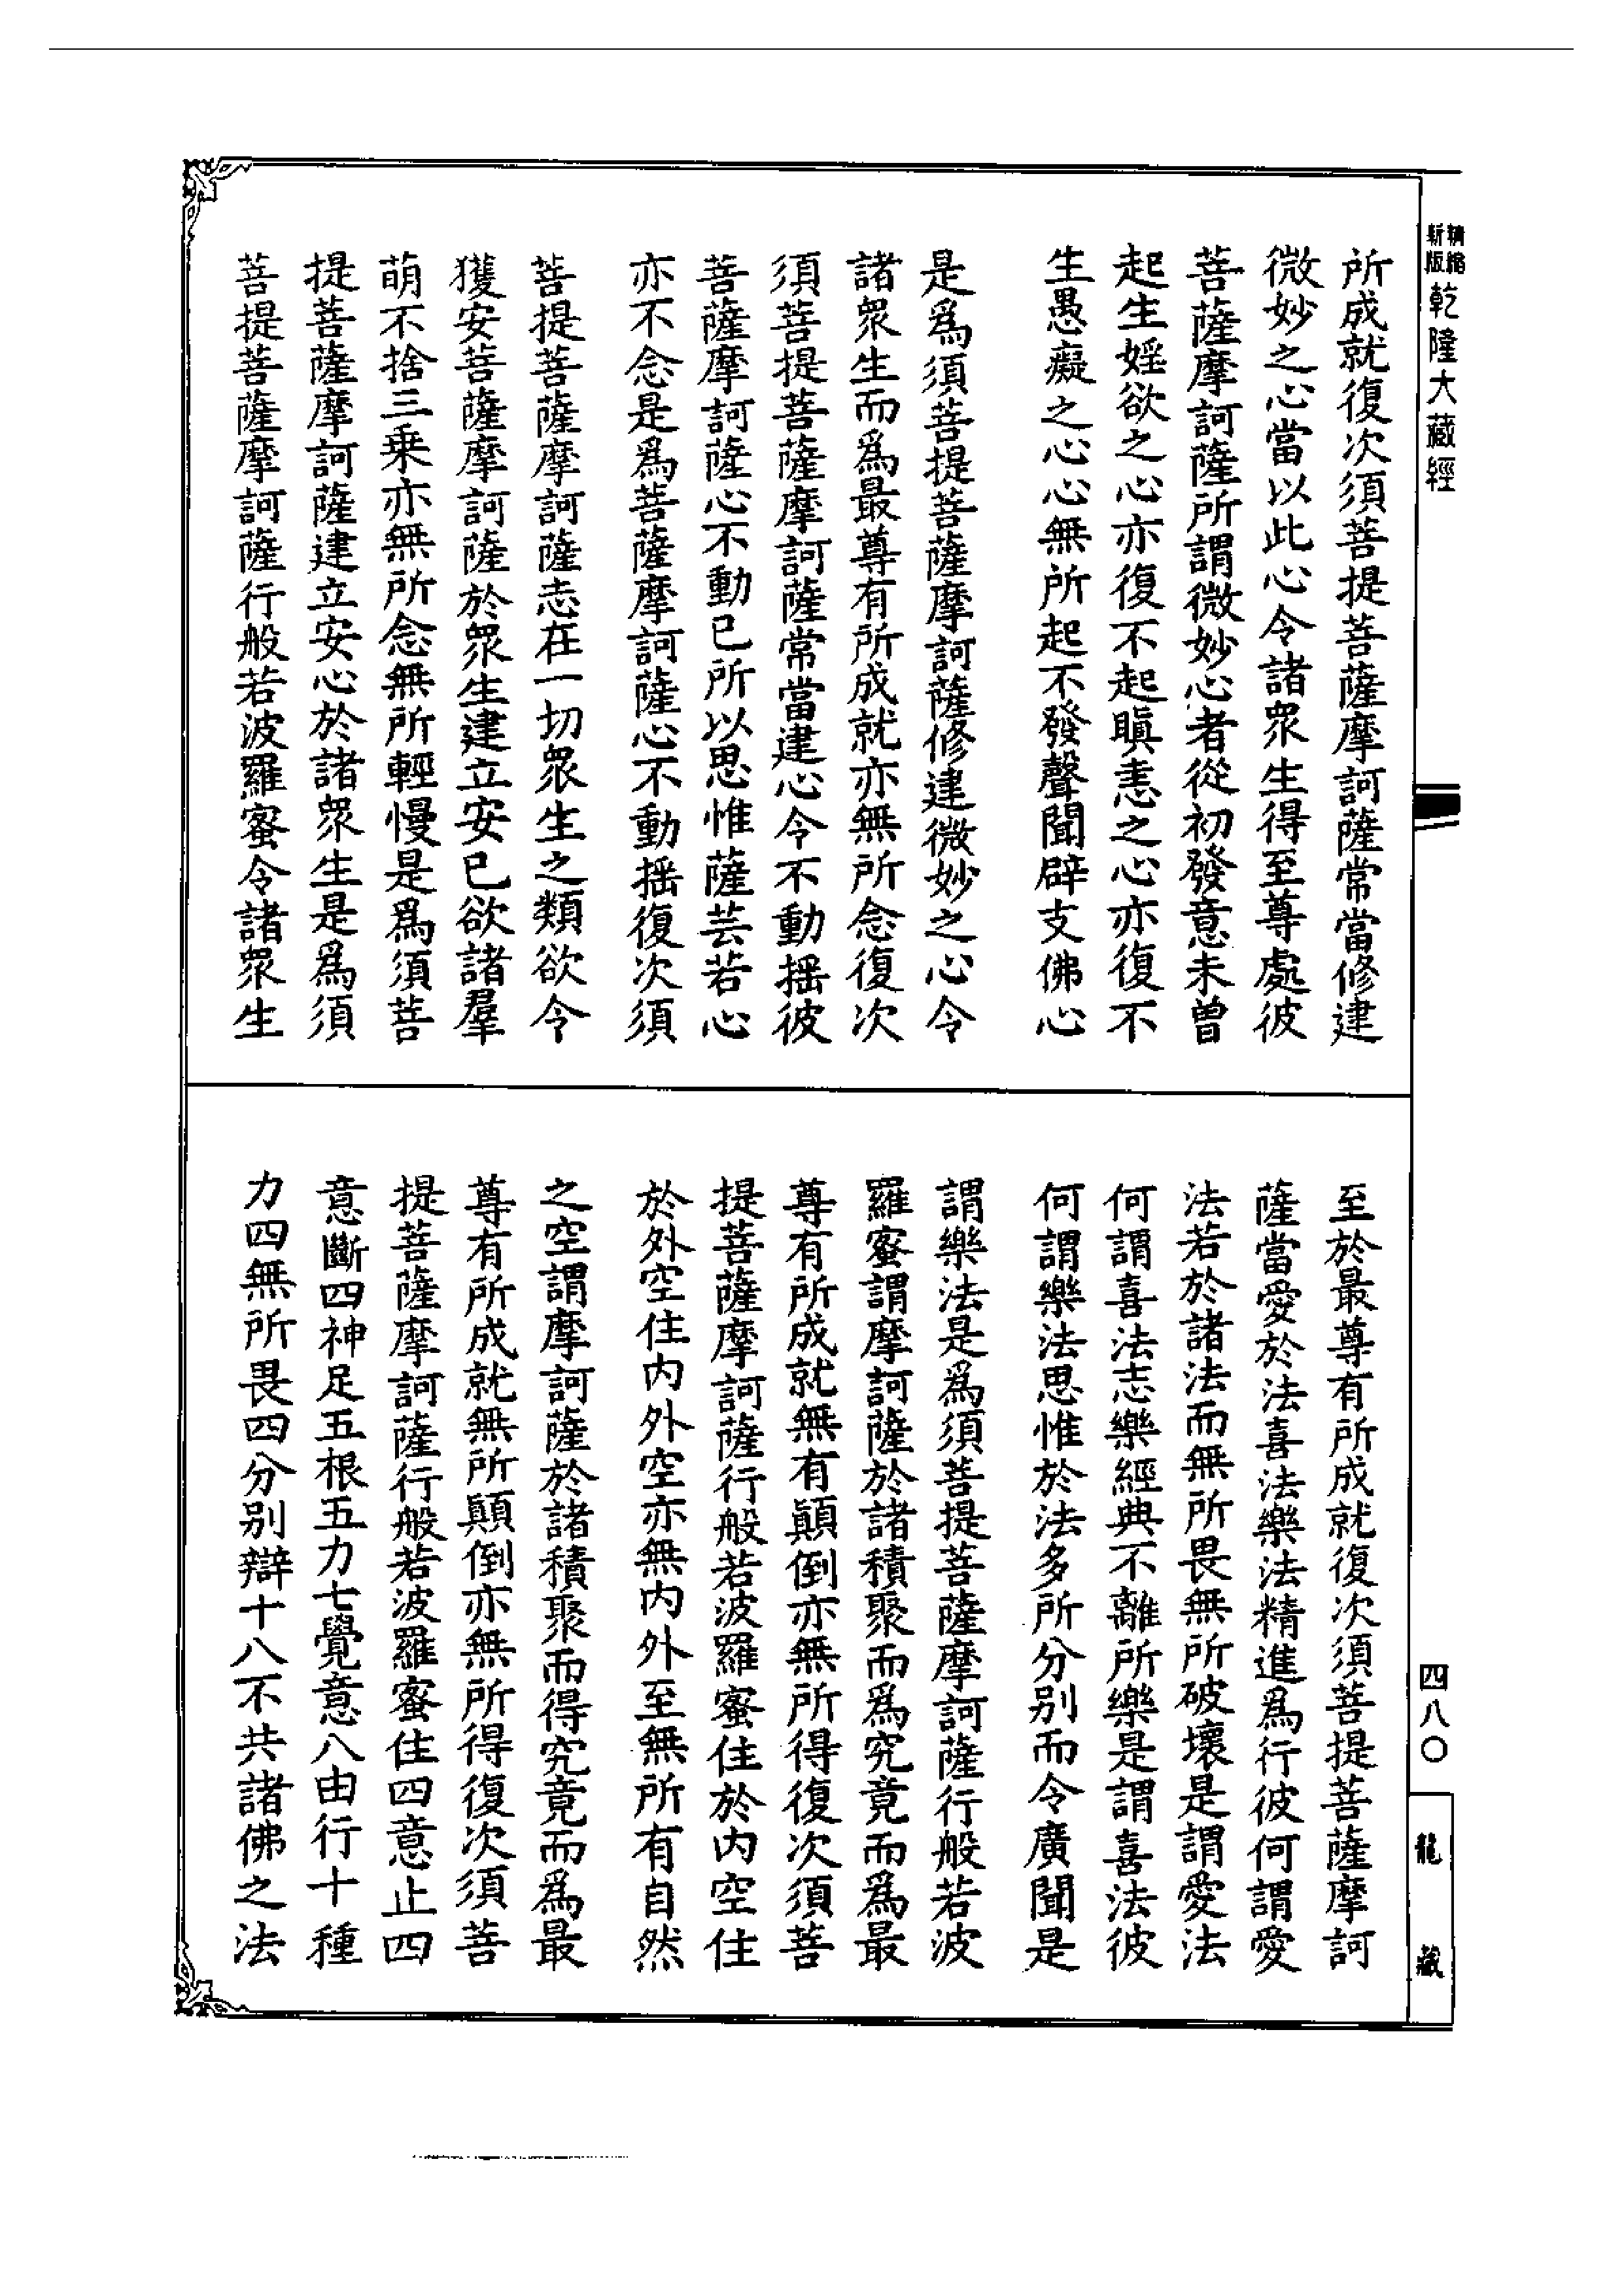 精縮新版乾隆大藏經
所成就復次須菩提菩薩摩訶薩常當修建
微妙之心當以此心令諸衆生得至尊處彼
菩薩摩訶薩所謂微妙心者從初發意未曾
起生婬欲之心亦復不起瞋恚之心亦復不
生愚癡之心心無所起不發聲聞辟支佛心
是爲須菩提菩薩摩訶薩修建微妙之心令
諸衆生而爲最尊有所成就亦無所念復次
須菩提菩薩摩訶薩常當建心令不動摇彼
菩薩摩訶薩心不動已所以思惟薩芸若心
亦不念是爲菩薩摩訶薩心不動摇復次須
菩提菩薩摩訶薩志在一切衆生之類欲令
獲安菩薩摩訶薩於衆生建立安已欲諸羣
萌不捨三乘亦無所念無所輕慢是爲須菩
提菩薩摩訶薩建立安心於諸衆生是爲須
菩提菩薩摩訶薩行般若波羅蜜令諸衆生
至於最尊有所成就復次須菩提菩薩摩訶
薩當愛於法喜法樂法精進爲行彼何謂愛
法若於諸法而無所畏無所破壞是謂愛法
何謂喜法志樂經典不離所樂是謂喜法彼
何謂樂法思惟於法多所分别而令廣聞是
謂樂法是爲須菩提菩薩摩訶薩行般若波
羅蜜謂摩訶薩於諸積聚而爲究竟而爲最
尊有所成就無有顛倒亦無所得復次須菩
提菩薩摩訶薩行般若波羅蜜住於内空住
於外空住内外空亦無内外至無所有自然
之空謂摩訶薩於諸積聚而得究竟而爲最
尊有所成就無所顛倒亦無所得復次須菩
提菩薩摩訶薩行般若波羅蜜住四意止四
意斷四神足五根五力七覺意八由行十種
力四無所畏四分别辯十八不共諸佛之法
四八〇
龍藏